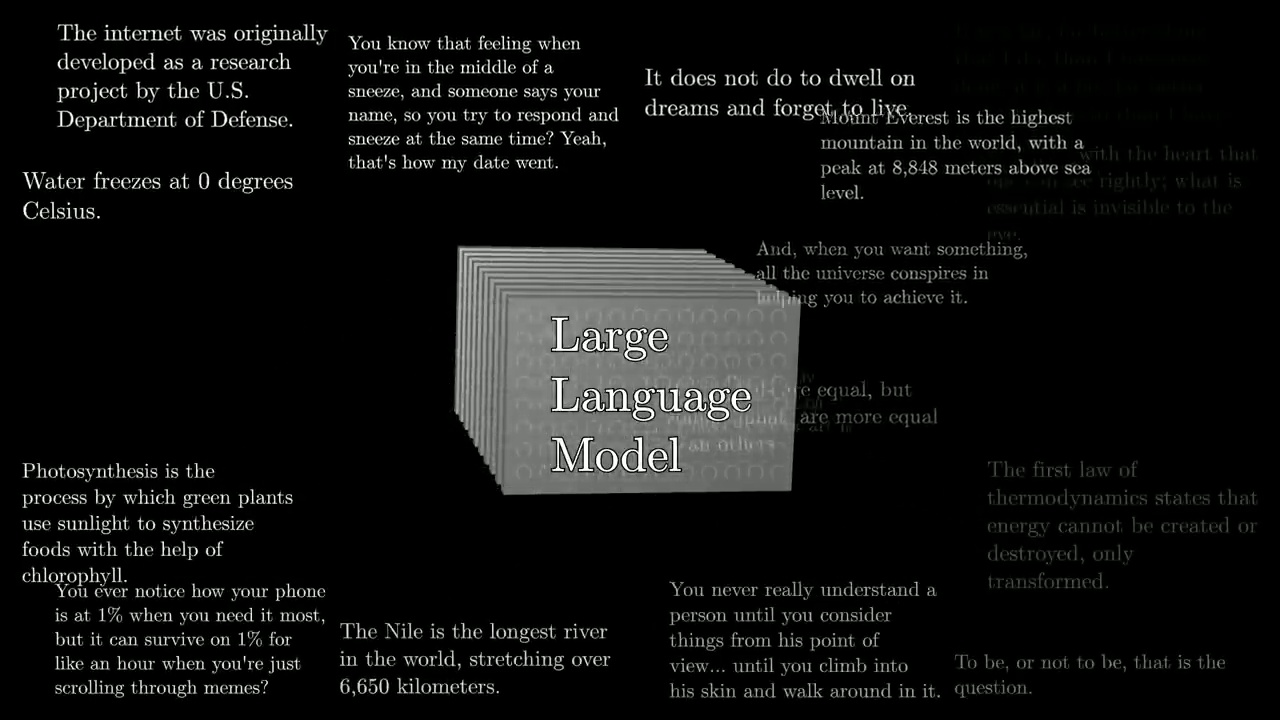 The internet was originally
developed as a research
project by the U.S.
Department of Defense.
You know that feeling when
you're in the middle of a
sneeze, and someone says your
name, so you try to respond and
sneeze at the same time? Yeah,
that's how my date went.
It does not do to dwell on
dreams and forget to live.
Mount Everest is the highest
mountain in the world, with a
peak at 8,848 meters above sea
level.
with the heart that
see rightly; what is
essential is invisible to the
eye.
Water freezes at 0 degrees
Celsius.
And, when you want something,
all the universe conspires in
helping you to achieve it.
Large
Language
Model
are equal, but
are more equal
than others
Photosynthesis is the
process by which green plants
use sunlight to synthesize
foods with the help of
chlorophyll.
The first law of
thermodynamics states that
energy cannot be created or
destroyed, only
transformed.
You ever notice how your phone
is at 1% when you need it most,
but it can survive on 1% for
like an hour when you're just
scrolling through memes?
The Nile is the longest river
in the world, stretching over
6,650 kilometers.
You never really understand a
person until you consider
things from his point of
view... until you climb into
his skin and walk around in it.
To be, or not to be, that is the
question.